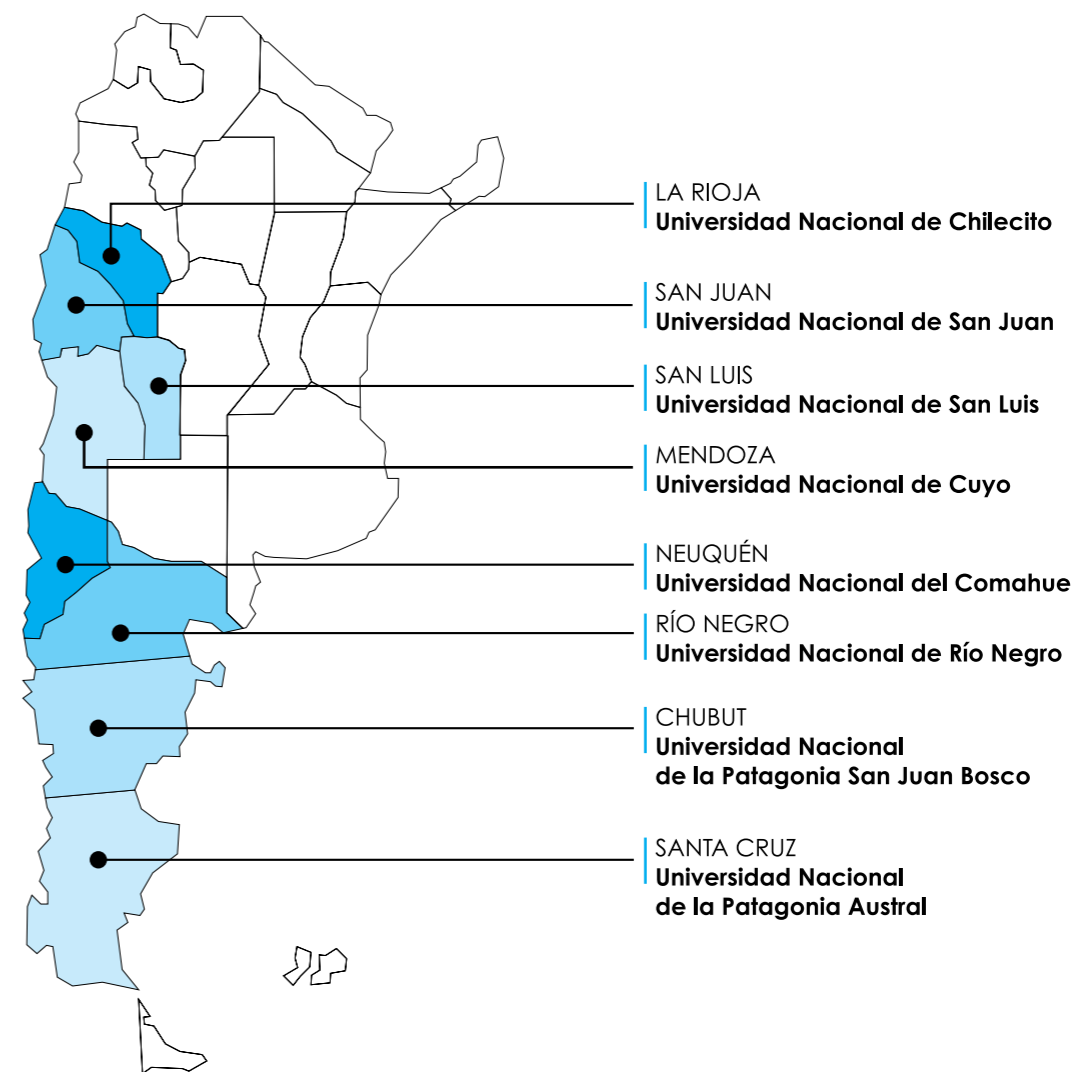 LA RIOJA
Universidad Nacional de Chilecito
SAN JUAN
Universidad Nacional de San Juan
SAN LUIS
Universidad Nacional de San Luis
MENDOZA
Universidad Nacional de Cuyo
NEUQUÉN
Universidad Nacional del Comahue
RÍO NEGRO
Universidad Nacional de Río Negro
CHUBUT
Universidad Nacional
de la Patagonia San Juan Bosco
SANTA CRUZ
Universidad Nacional
de la Patagonia Austral